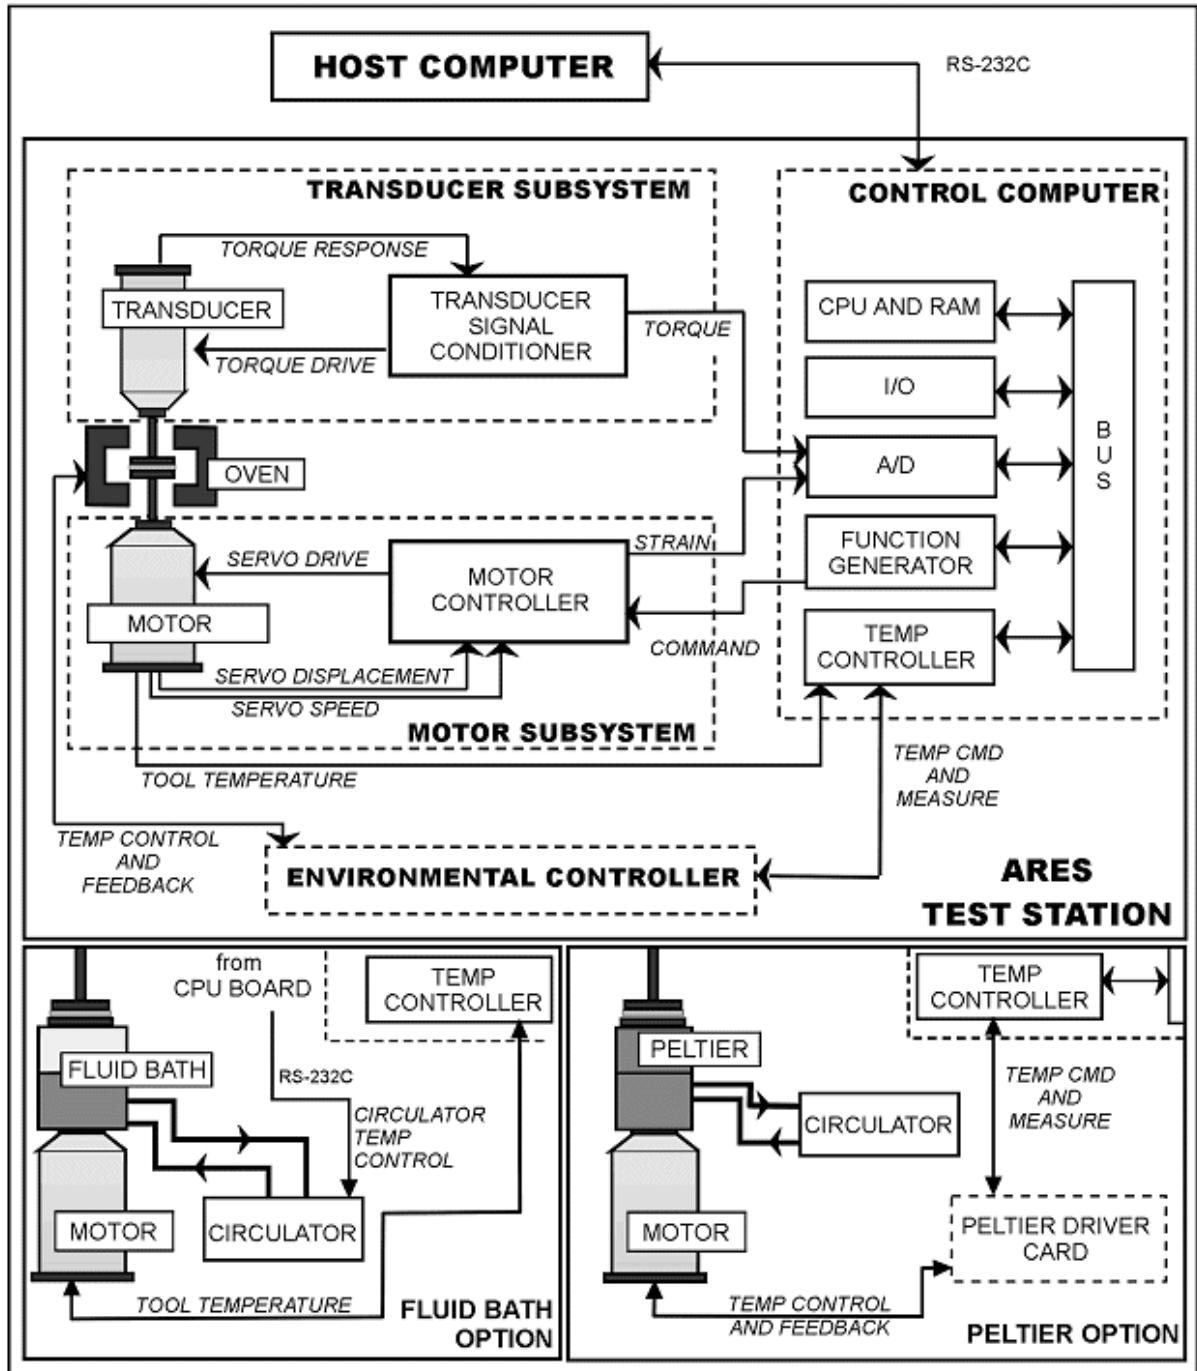 HOST COMPUTER
RS-232C
TRANSDUCER SUBSYSTEM
CONTROL COMPUTER
TORQUE RESPONSE
TRANSDUCER
TRANSDUCER
SIGNAL
CONDITIONER
TORQUE
TORQUE DRIVE
CPU AND RAM
I/O
A/D
BUS
OVEN
FUNCTION
GENERATOR
STRAIN
SERVO DRIVE
MOTOR
CONTROLLER
MOTOR
COMMAND
TEMP
CONTROLLER
SERVO DISPLACEMENT
SERVO SPEED
MOTOR SUBSYSTEM
TOOL TEMPERATURE
TEMP CMD
AND
MEASURE
TEMP CONTROL
AND
FEEDBACK
ENVIRONMENTAL CONTROLLER
ARES
TEST STATION
from
CPU BOARD
TEMP
CONTROLLER
FLUID BATH
RS-232C
CIRCULATOR
TEMP
CONTROL
MOTOR
CIRCULATOR
TOOL TEMPERATURE
FLUID BATH
OPTION
TEMP
CONTROLLER
PELTIER
TEMP CMD
AND
MEASURE
CIRCULATOR
MOTOR
PELTIER DRIVER
CARD
TEMP CONTROL
AND FEEDBACK
PELTIER OPTION